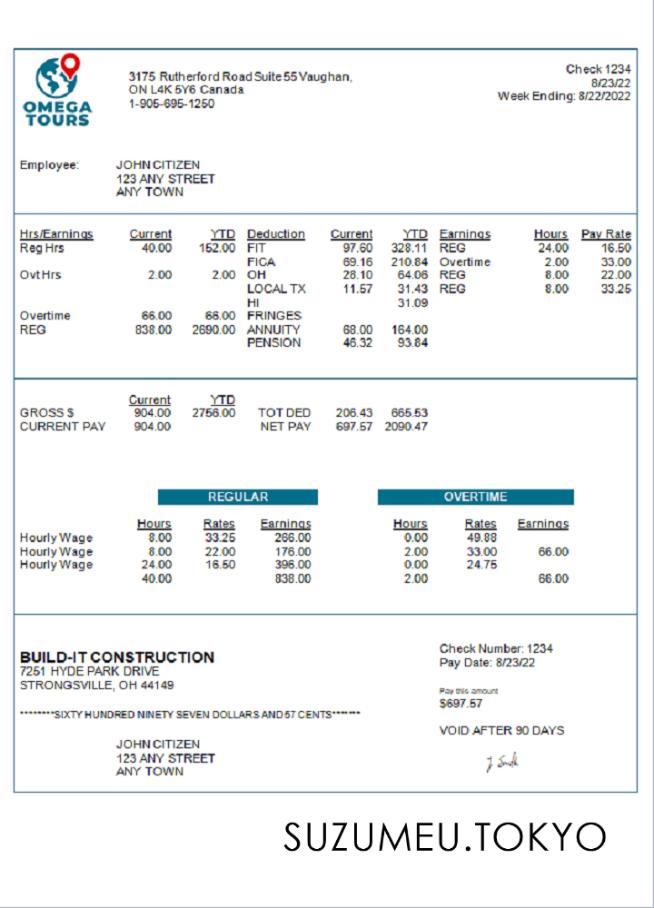 OMEGA
TOURS
3175 Rutherford Road Suite 55 Vaughan,
ON L4K 5Y6 Canada
1-905-695-1250
Check 1234
8/23/22
Week Ending: 8/22/2022
Employee: JOHN CITIZEN
123 ANY STREET
ANY TOWN
Hrs/Earnings Current YTD Deduction Current YTD Earnings Hours Pay Rate
Reg Hrs 40.00 152.00 FIT 97.60 328.11 REG 24.00 16.50
FICA 69.16 210.84 Overtime 2.00 33.00
Ovt Hrs 2.00 2.00 OH 28.10 64.06 REG 8.00 22.00
LOCAL TX 11.57 31.43 REG 8.00 33.25
HI 31.09
Overtime 66.00 66.00 FRINGES
REG 838.00 2690.00 ANNUITY 68.00 164.00
PENSION 46.32 93.84
Current YTD
GROSS $ 904.00 2756.00 TOT DED 206.43 665.53
CURRENT PAY 904.00 NET PAY 697.57 2090.47
REGULAR OVERTIME
Hours Rates Earnings Hours Rates Earnings
Hourly Wage 8.00 33.25 266.00 0.00 49.88
Hourly Wage 8.00 22.00 176.00 2.00 33.00 66.00
Hourly Wage 24.00 16.50 396.00 0.00 24.75
40.00 838.00 2.00 66.00
BUILD-IT CONSTRUCTION
7251 HYDE PARK DRIVE
STRONGSVILLE, OH 44149
Check Number: 1234
Pay Date: 8/23/22
Pay this amount
$697.57
********SIXTY HUNDRED NINETY SEVEN DOLLARS AND 57 CENTS*******
VOID AFTER 90 DAYS
JOHN CITIZEN
123 ANY STREET
ANY TOWN
J Smith
SUZUMEU.TOKYO